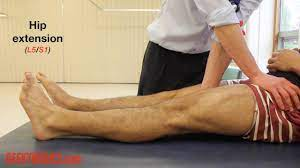 Hip
extension
(L5/S1)